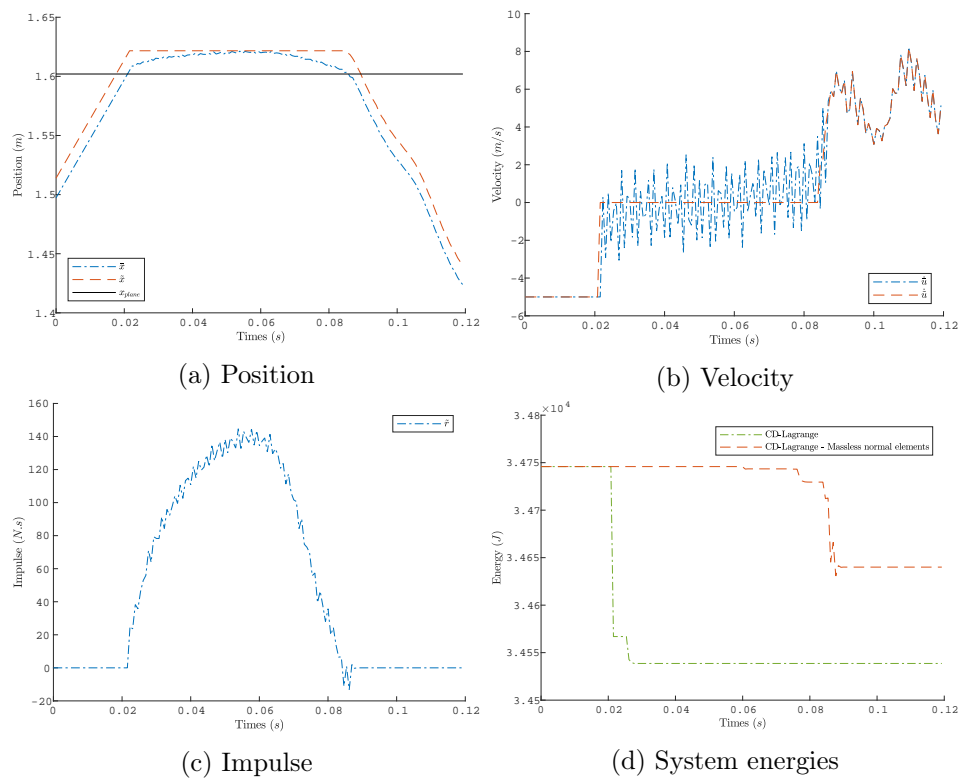 1.65
1.6
1.55
1.5
1.45
1.4
Position (m)
x̄
x̃
x_plane
0 0.02 0.04 0.06 0.08 0.1 0.12
Times (s)
(a) Position
10
8
6
4
2
0
-2
-4
-6
Velocity (m/s)
0 0.02 0.04 0.06 0.08 0.1 0.12
Times (s)
(b) Velocity
160
140
120
100
80
60
40
20
0
-20
Impulse (N.s)
r̃
0 0.02 0.04 0.06 0.08 0.1 0.12
Times (s)
(c) Impulse
×10⁴
3.48
3.475
3.47
3.465
3.46
3.455
3.45
Energy (J)
CD-Lagrange
CD-Lagrange - Massless normal elements
0 0.02 0.04 0.06 0.08 0.1 0.12
Times (s)
(d) System energies